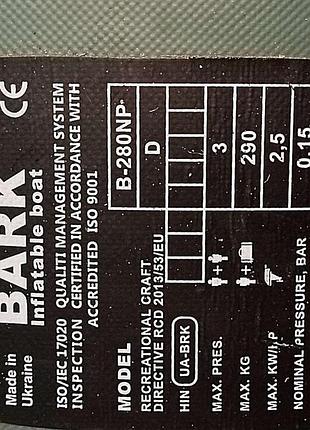 BARK CE
Inflatable boat
Made in
Ukraine
ISO/IEC 17020 QUALITI MANAGEMENT SYSTEM
INSPECTION CERTIFIED IN ACCORDANCE WITH
ACCREDITED ISO 9001
MODEL B-280NP
RECREATIONAL CRAFT D
DIRECTIVE RCD 2013/53/EU
HIN UA-BRK
MAX. PRES. 3
MAX. KG 290
MAX. KW/H.P 2,5
NOMINAL PRESSURE, BAR 0,15